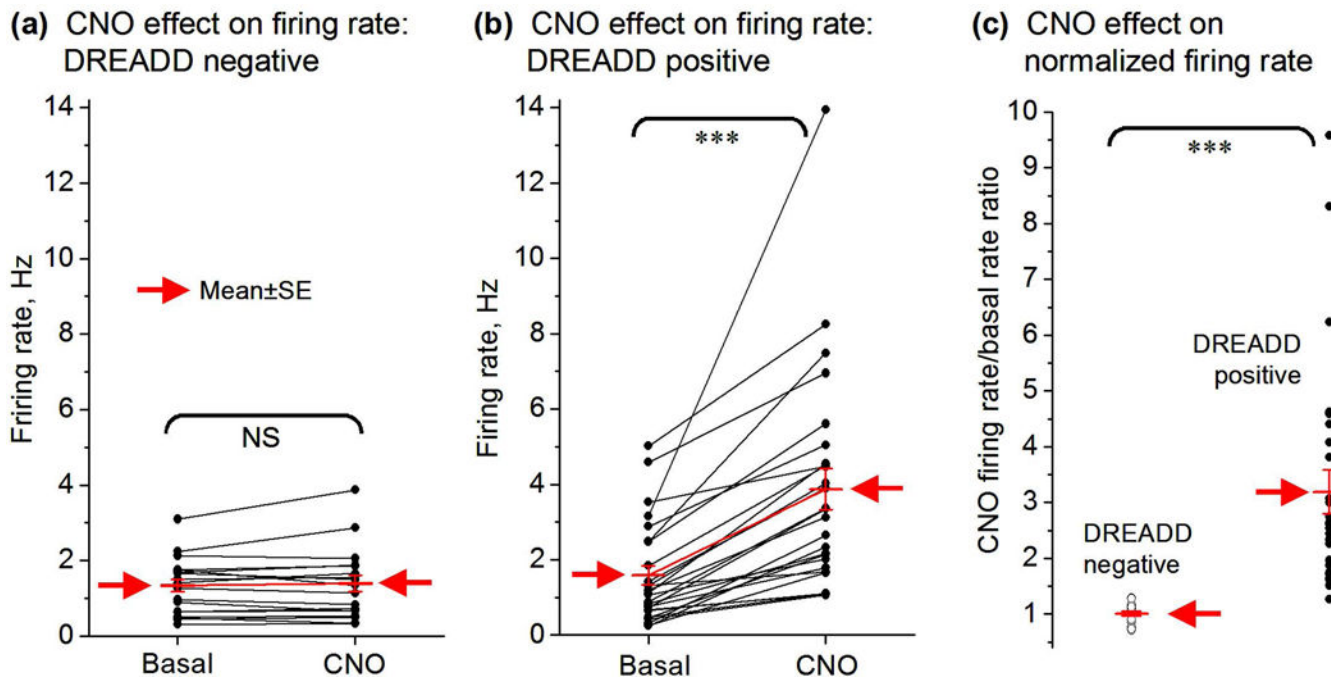 (a) CNO effect on firing rate:
DREADD negative
(b) CNO effect on firing rate:
DREADD positive
(c) CNO effect on
normalized firing rate
Friring rate, Hz
14
12
10
8
6
4
2
0
Mean±SE
NS
Basal
CNO
Firing rate, Hz
14
12
10
8
6
4
2
0
***
Basal
CNO
CNO firing rate/basal rate ratio
10
9
8
7
6
5
4
3
2
1
***
DREADD
positive
DREADD
negative